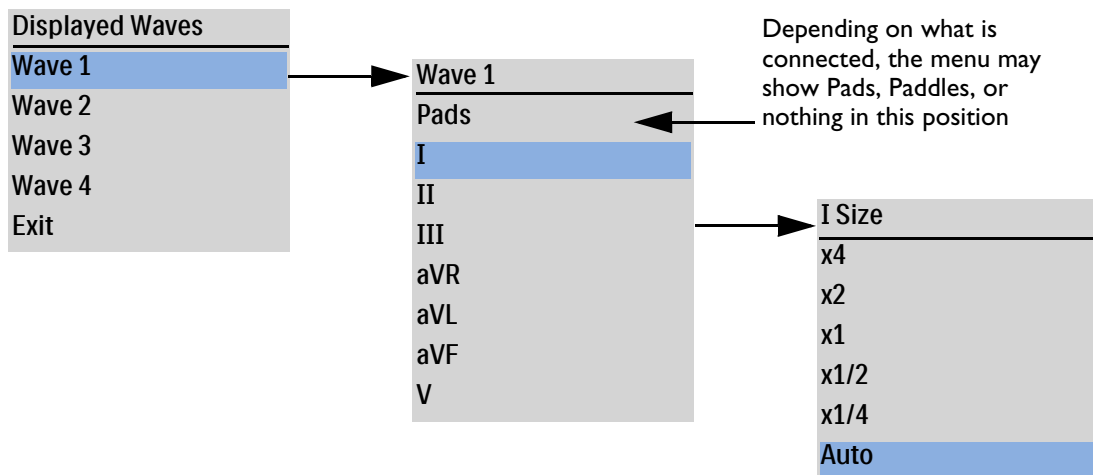 Displayed Waves
Wave 1
Wave 2
Wave 3
Wave 4
Exit
Wave 1
Pads
I
II
III
aVR
aVL
aVF
V
Depending on what is
connected, the menu may
show Pads, Paddles, or
nothing in this position
I Size
x4
x2
x1
x1/2
x1/4
Auto